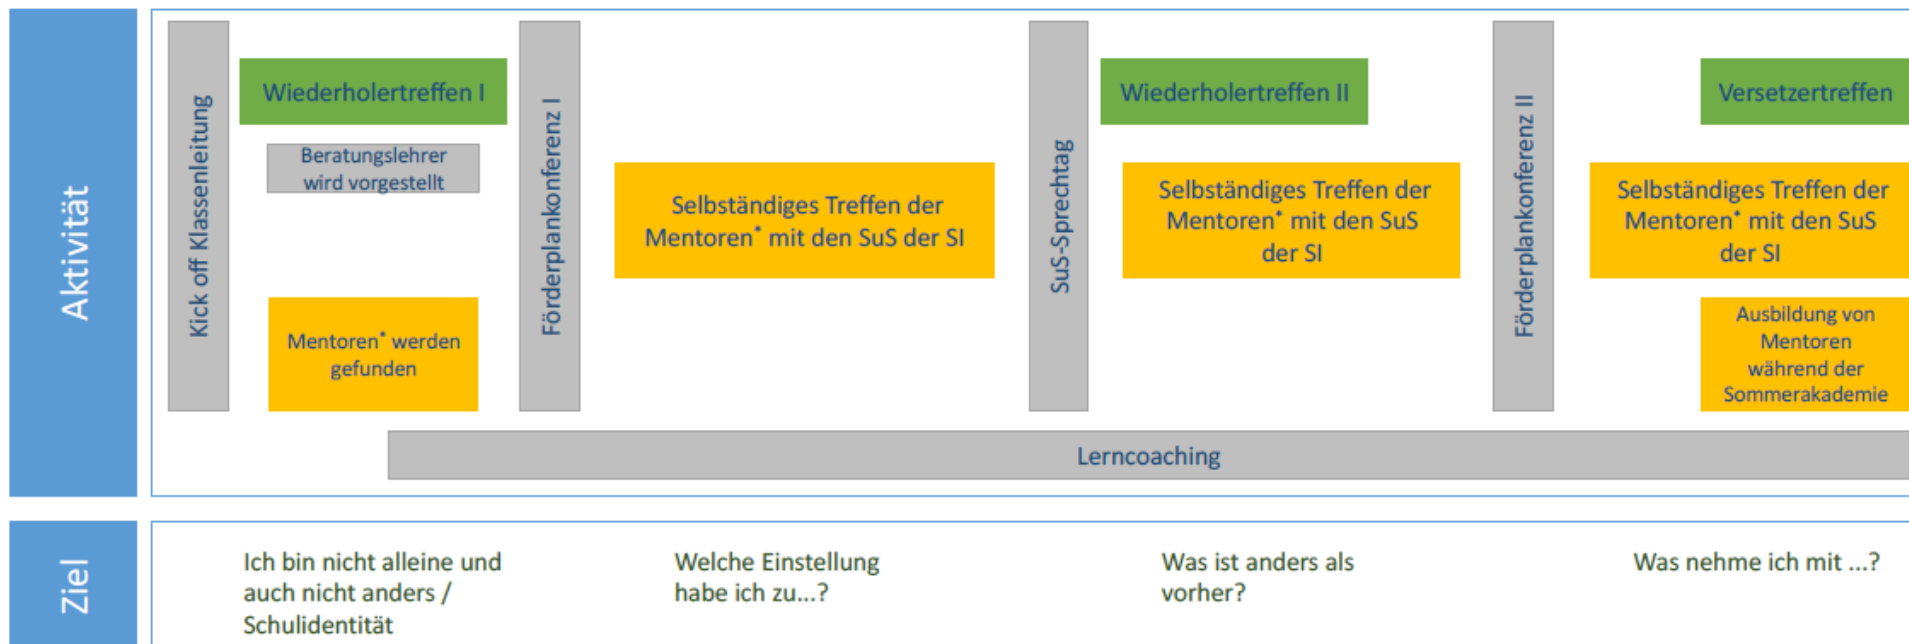 Aktivität
Kick off Klassenleitung
Wiederholertreffen I
Beratungslehrer
wird vorgestellt
Mentoren* werden
gefunden
Förderplankonferenz I
Selbständiges Treffen der
Mentoren* mit den SuS der SI
SuS-Sprechtag
Wiederholertreffen II
Selbständiges Treffen der
Mentoren* mit den SuS
der SI
Förderplankonferenz II
Versetzertreffen
Selbständiges Treffen der
Mentoren* mit den SuS
der SI
Ausbildung von
Mentoren
während der
Sommerakademie
Lerncoaching
Ziel
Ich bin nicht alleine und
auch nicht anders /
Schulidentität
Welche Einstellung
habe ich zu...?
Was ist anders als
vorher?
Was nehme ich mit ...?